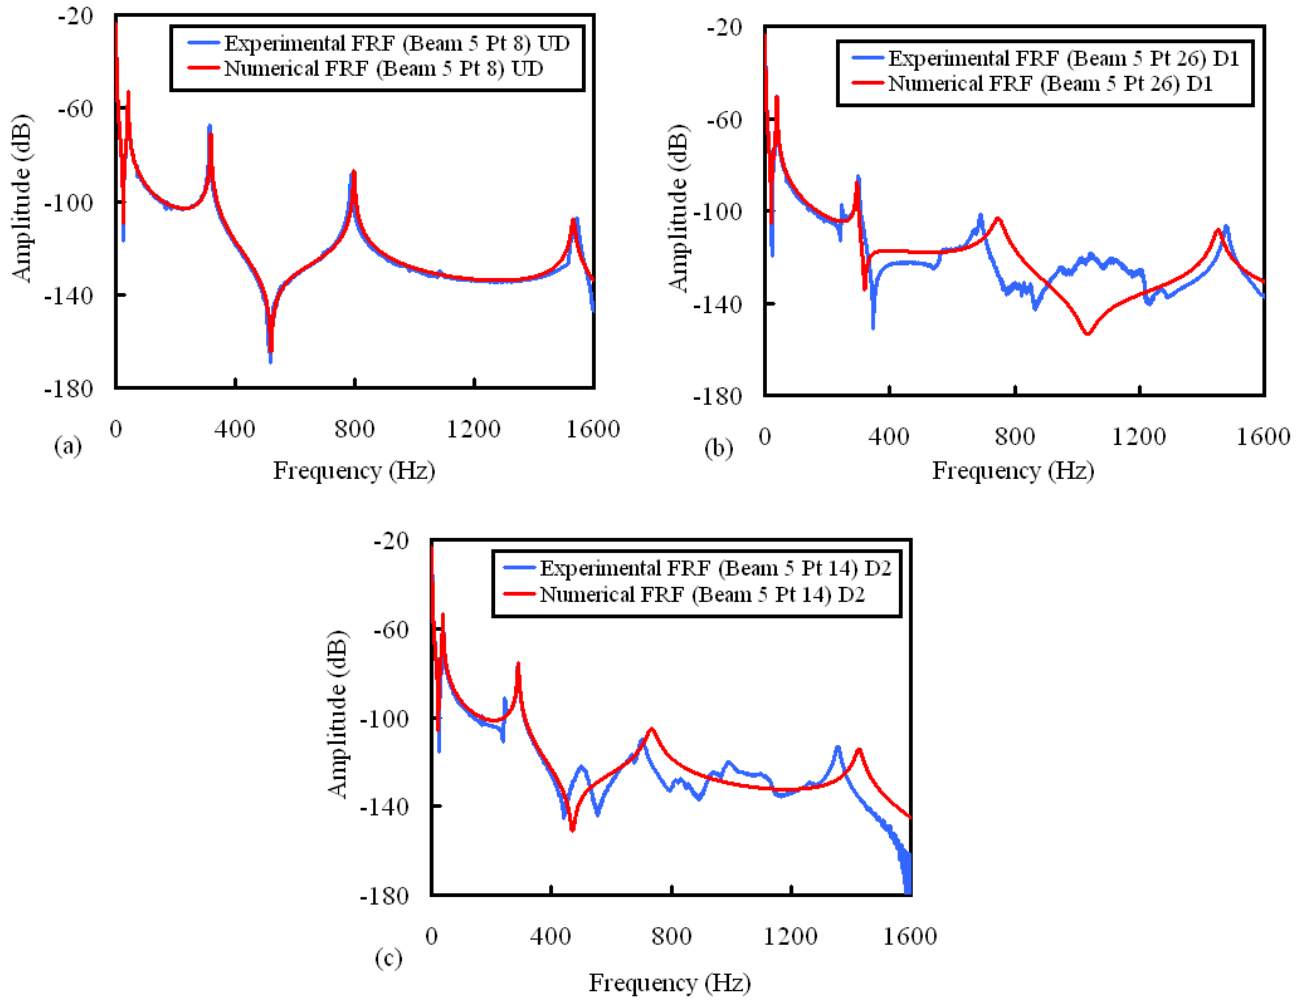 -20
-60
-100
-140
-180
Amplitude (dB)
Experimental FRF (Beam 5 Pt 8) UD
Numerical FRF (Beam 5 Pt 8) UD
0 400 800 1200 1600
(a)
Frequency (Hz)
-20
-60
-100
-140
-180
Amplitude (dB)
Experimental FRF (Beam 5 Pt 26) D1
Numerical FRF (Beam 5 Pt 26) D1
0 400 800 1200 1600
(b)
Frequency (Hz)
-20
-60
-100
-140
-180
Amplitude (dB)
Experimental FRF (Beam 5 Pt 14) D2
Numerical FRF (Beam 5 Pt 14) D2
0 400 800 1200 1600
(c)
Frequency (Hz)